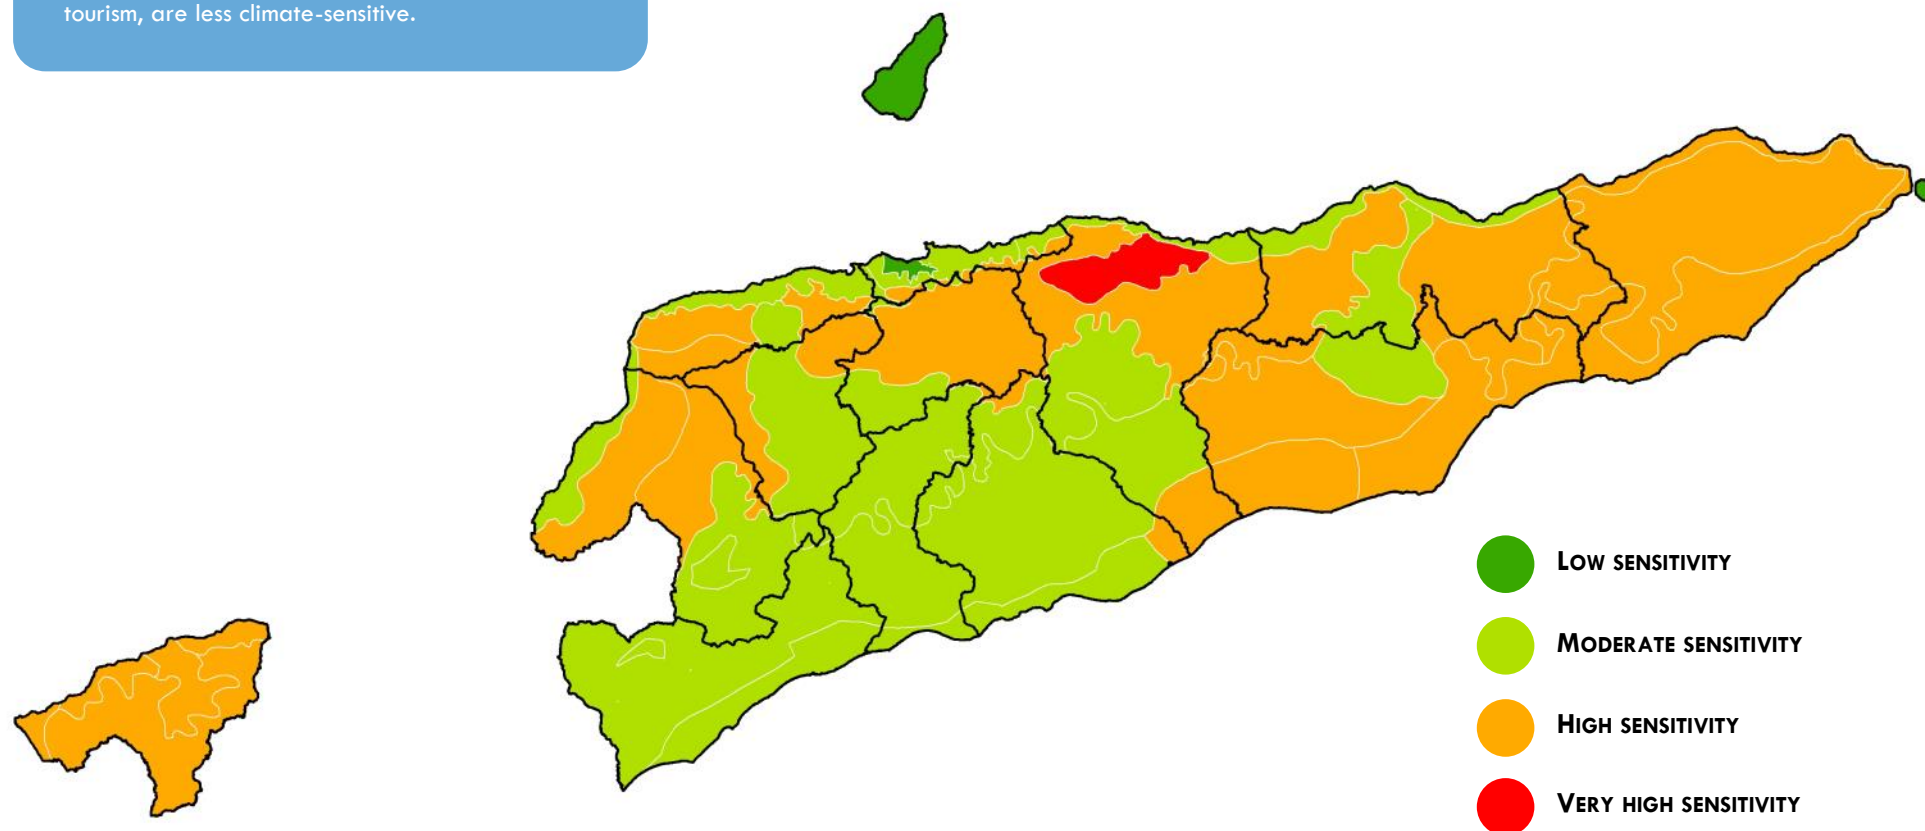 tourism, are less climate-sensitive.
LOW SENSITIVITY
MODERATE SENSITIVITY
HIGH SENSITIVITY
VERY HIGH SENSITIVITY